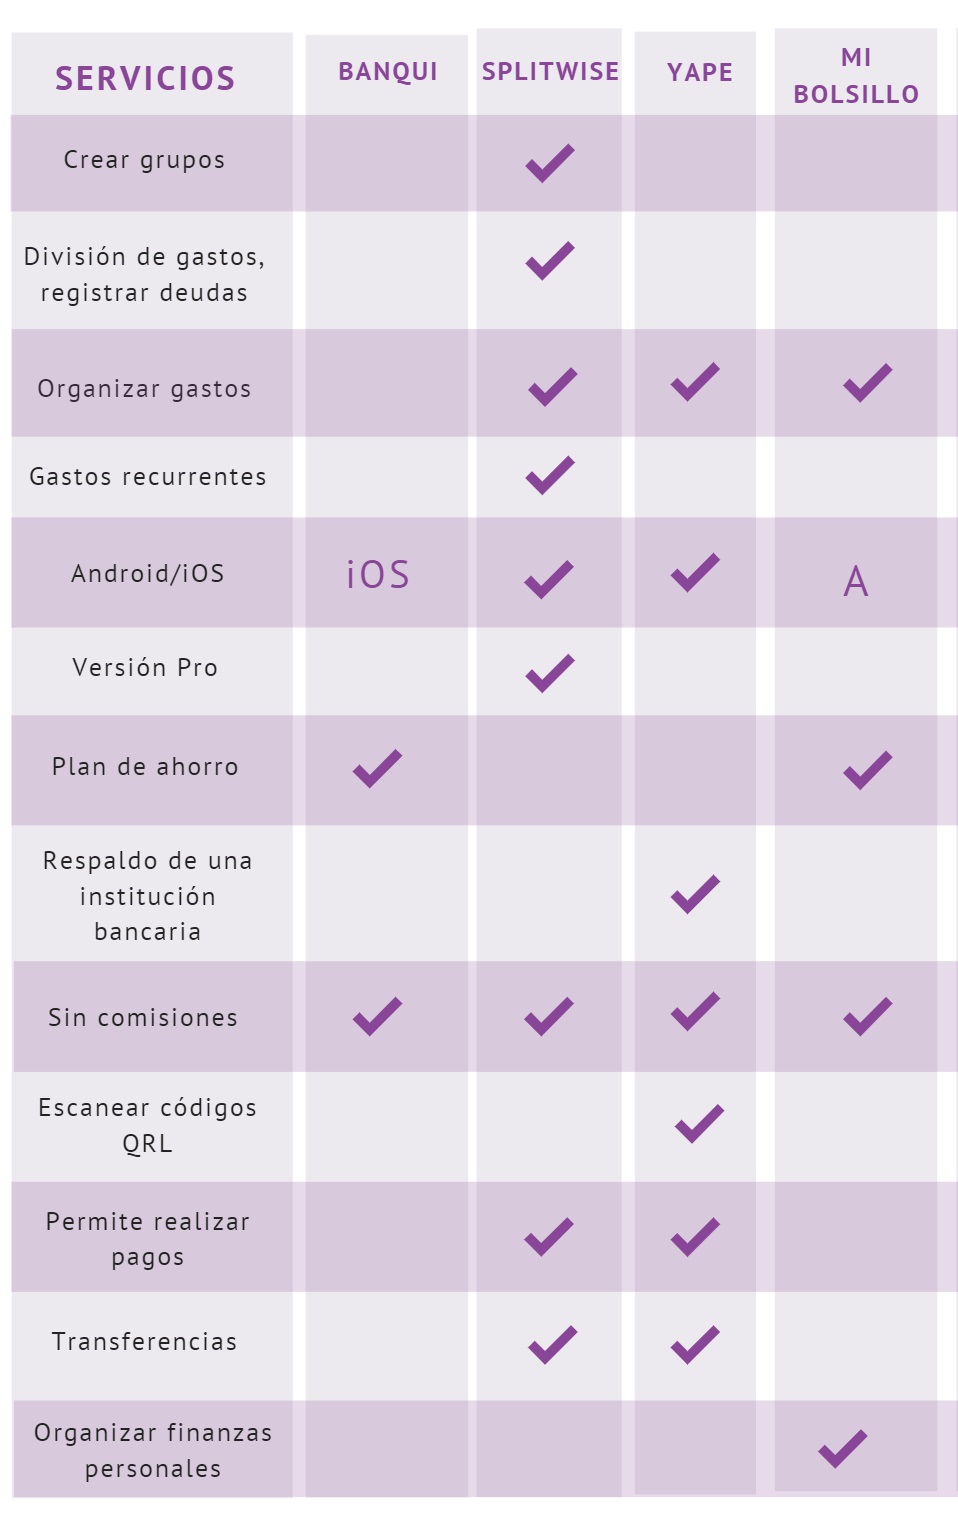 SERVICIOS
BANQUI
SPLITWISE
YAPE
MI
BOLSILLO
Crear grupos
División de gastos,
registrar deudas
Organizar gastos
Gastos recurrentes
Android/iOS
iOS
A
Versión Pro
Plan de ahorro
Respaldo de una
institución
bancaria
Sin comisiones
Escanear códigos
QRL
Permite realizar
pagos
Transferencias
Organizar finanzas
personales